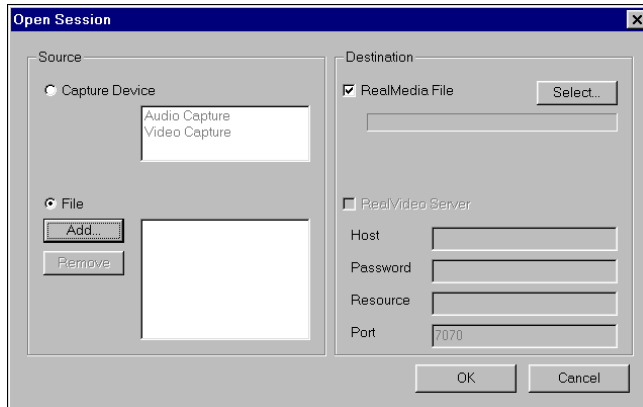 Open Session
Source
Capture Device
Audio Capture
Video Capture
File
Add...
Remove
Destination
RealMedia File
Select...
RealVideo Server
Host
Password
Resource
Port
7070
OK
Cancel